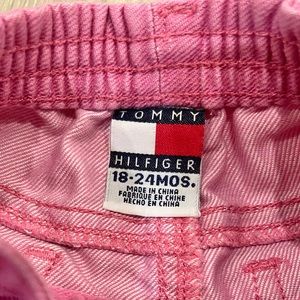 TOMMY
HILFIGER
18-24MOS.
MADE IN CHINA
FABRIQUE EN CHINE
HECHO EN CHINA